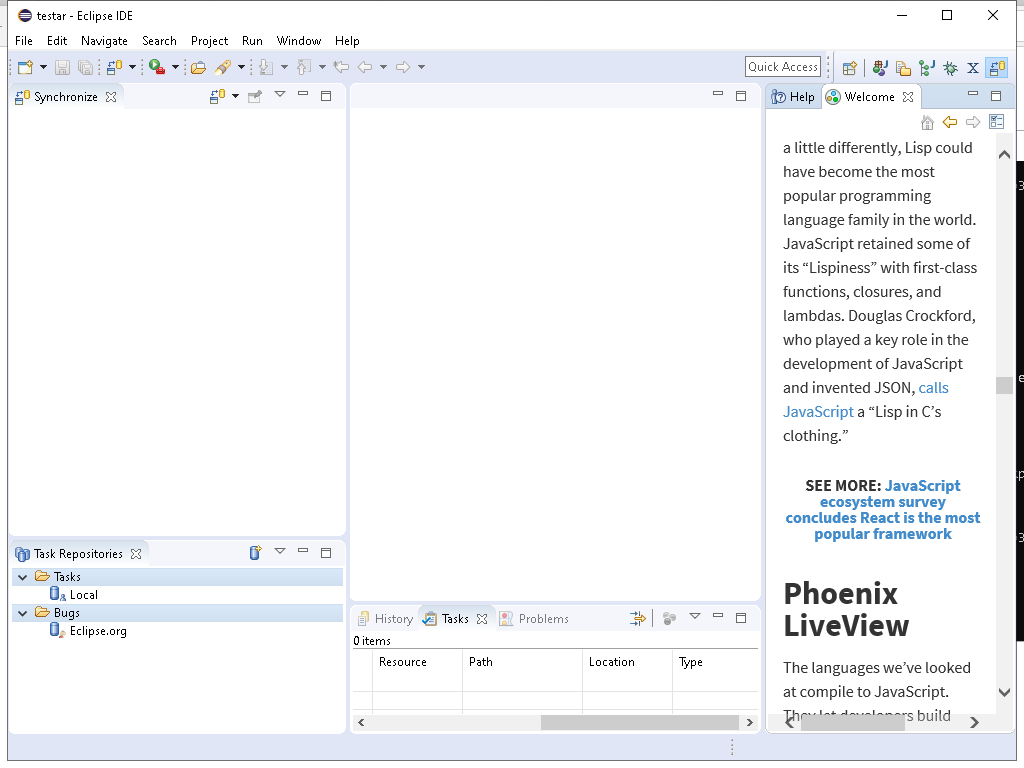 testar - Eclipse IDE
File Edit Navigate Search Project Run Window Help
Quick Access
Synchronize
Help Welcome
a little differently, Lisp could
have become the most
popular programming
language family in the world.
JavaScript retained some of
its “Lispiness” with first-class
functions, closures, and
lambdas. Douglas Crockford,
who played a key role in the
development of JavaScript
and invented JSON, calls
JavaScript a “Lisp in C’s
clothing.”
SEE MORE: JavaScript
ecosystem survey
concludes React is the most
popular framework
Phoenix
LiveView
The languages we’ve looked
at compile to JavaScript.
They let developers build
Task Repositories
Tasks
Local
Bugs
Eclipse.org
History Tasks Problems
0 items
Resource Path Location Type